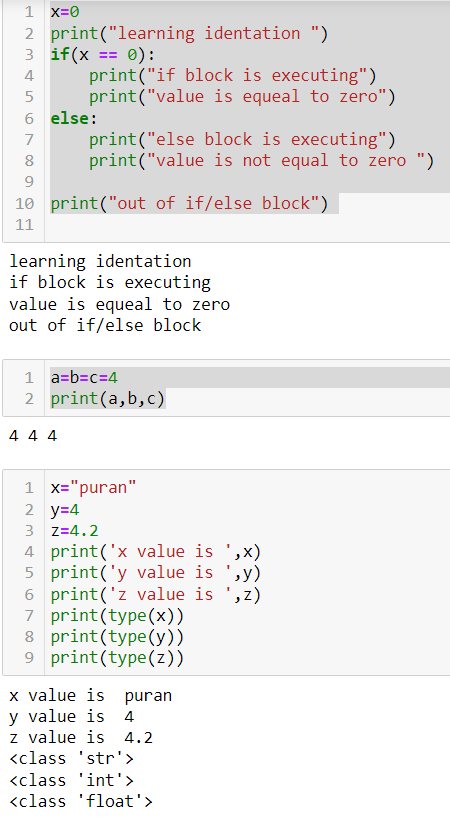 1 x=0
2 print("learning identation ")
3 if(x == 0):
4     print("if block is executing")
5     print("value is equeal to zero")
6 else:
7     print("else block is executing")
8     print("value is not equal to zero ")
9
10 print("out of if/else block")
11
learning identation
if block is executing
value is equeal to zero
out of if/else block
1 a=b=c=4
2 print(a,b,c)
4 4 4
1 x="puran"
2 y=4
3 z=4.2
4 print('x value is ',x)
5 print('y value is ',y)
6 print('z value is ',z)
7 print(type(x))
8 print(type(y))
9 print(type(z))
x value is  puran
y value is  4
z value is  4.2
<class 'str'>
<class 'int'>
<class 'float'>